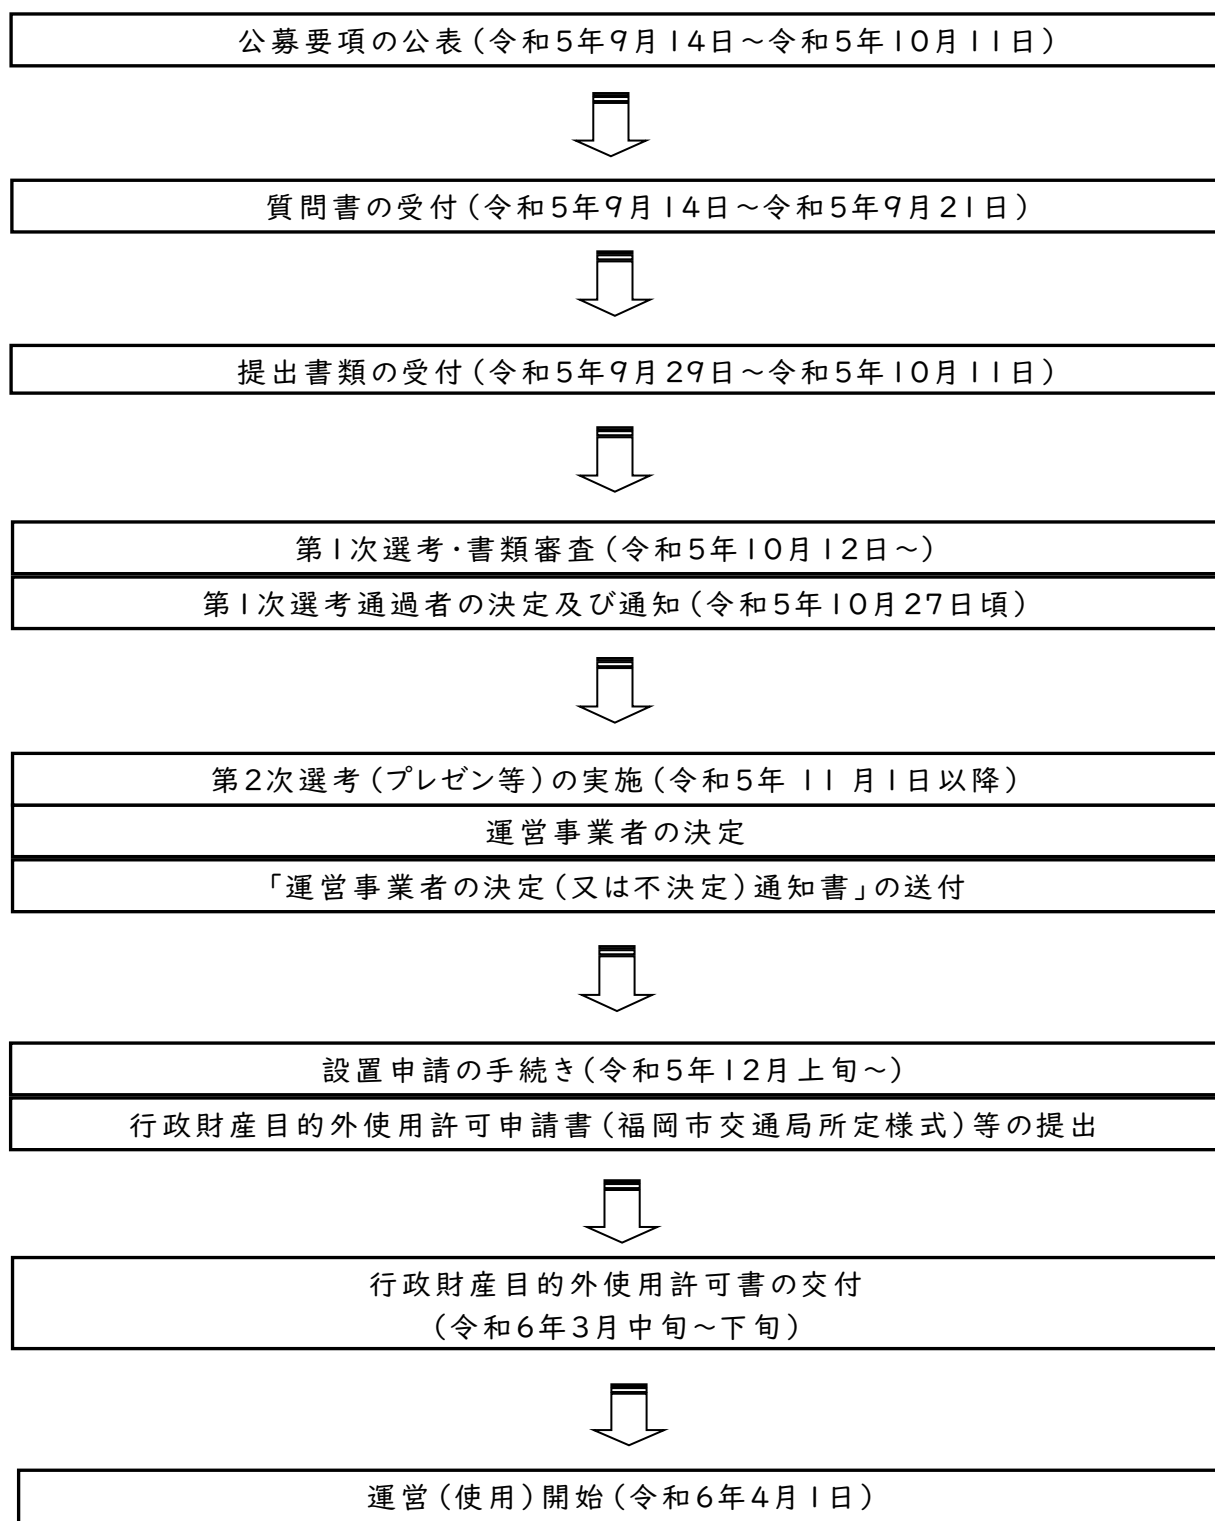 公募要項の公表(令和5年9月14日~令和5年10月11日)
質問書の受付(令和5年9月14日~令和5年9月21日)
提出書類の受付(令和5年9月29日~令和5年10月11日)
第1次選考・書類審査(令和5年10月12日~)
第1次選考通過者の決定及び通知(令和5年10月27日頃)
第2次選考(プレゼン等)の実施(令和5年 11 月1日以降)
運営事業者の決定
「運営事業者の決定(又は不決定)通知書」の送付
設置申請の手続き(令和5年12月上旬~)
行政財産目的外使用許可申請書(福岡市交通局所定様式)等の提出
行政財産目的外使用許可書の交付
(令和6年3月中旬~下旬)
運営(使用)開始(令和6年4月1日)